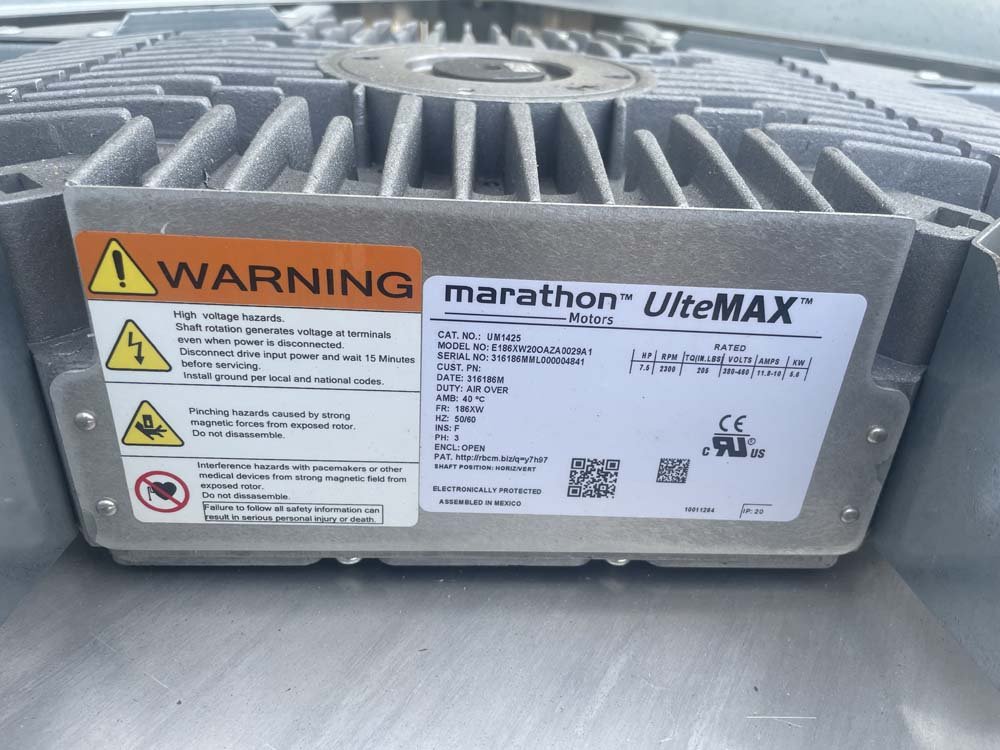 WARNING
High voltage hazards.
Shaft rotation generates voltage at terminals
even when power is disconnected.
Disconnect drive input power and wait 15 Minutes
before servicing.
Install ground per local and national codes.
Pinching hazards caused by strong
magnetic forces from exposed rotor.
Do not disassemble.
Interference hazards with pacemakers or other
medical devices from strong magnetic field from
exposed rotor.
Do not dissasemble.
Failure to follow all safety information can
result in serious personal injury or death.
marathon™ UlteMAX™
Motors
CAT. NO.: UM1425
MODEL NO: E186XW20OAZA0029A1
SERIAL NO: 316186MML000004841
CUST. PN:
DATE: 316186M
DUTY: AIR OVER
AMB: 40 °C
FR: 186XW
HZ: 50/60
INS: F
PH: 3
ENCL: OPEN
PAT. http://rbcm.biz/q=y7h97
SHAFT POSITION: HORIZ/VERT
ELECTRONICALLY PROTECTED
ASSEMBLED IN MEXICO
RATED
HP RPM TQ(IN.LBS) VOLTS AMPS KW
7.5 2300 205 380-460 11.8-10 5.6
CE
c RU us
10011284
IP: 20